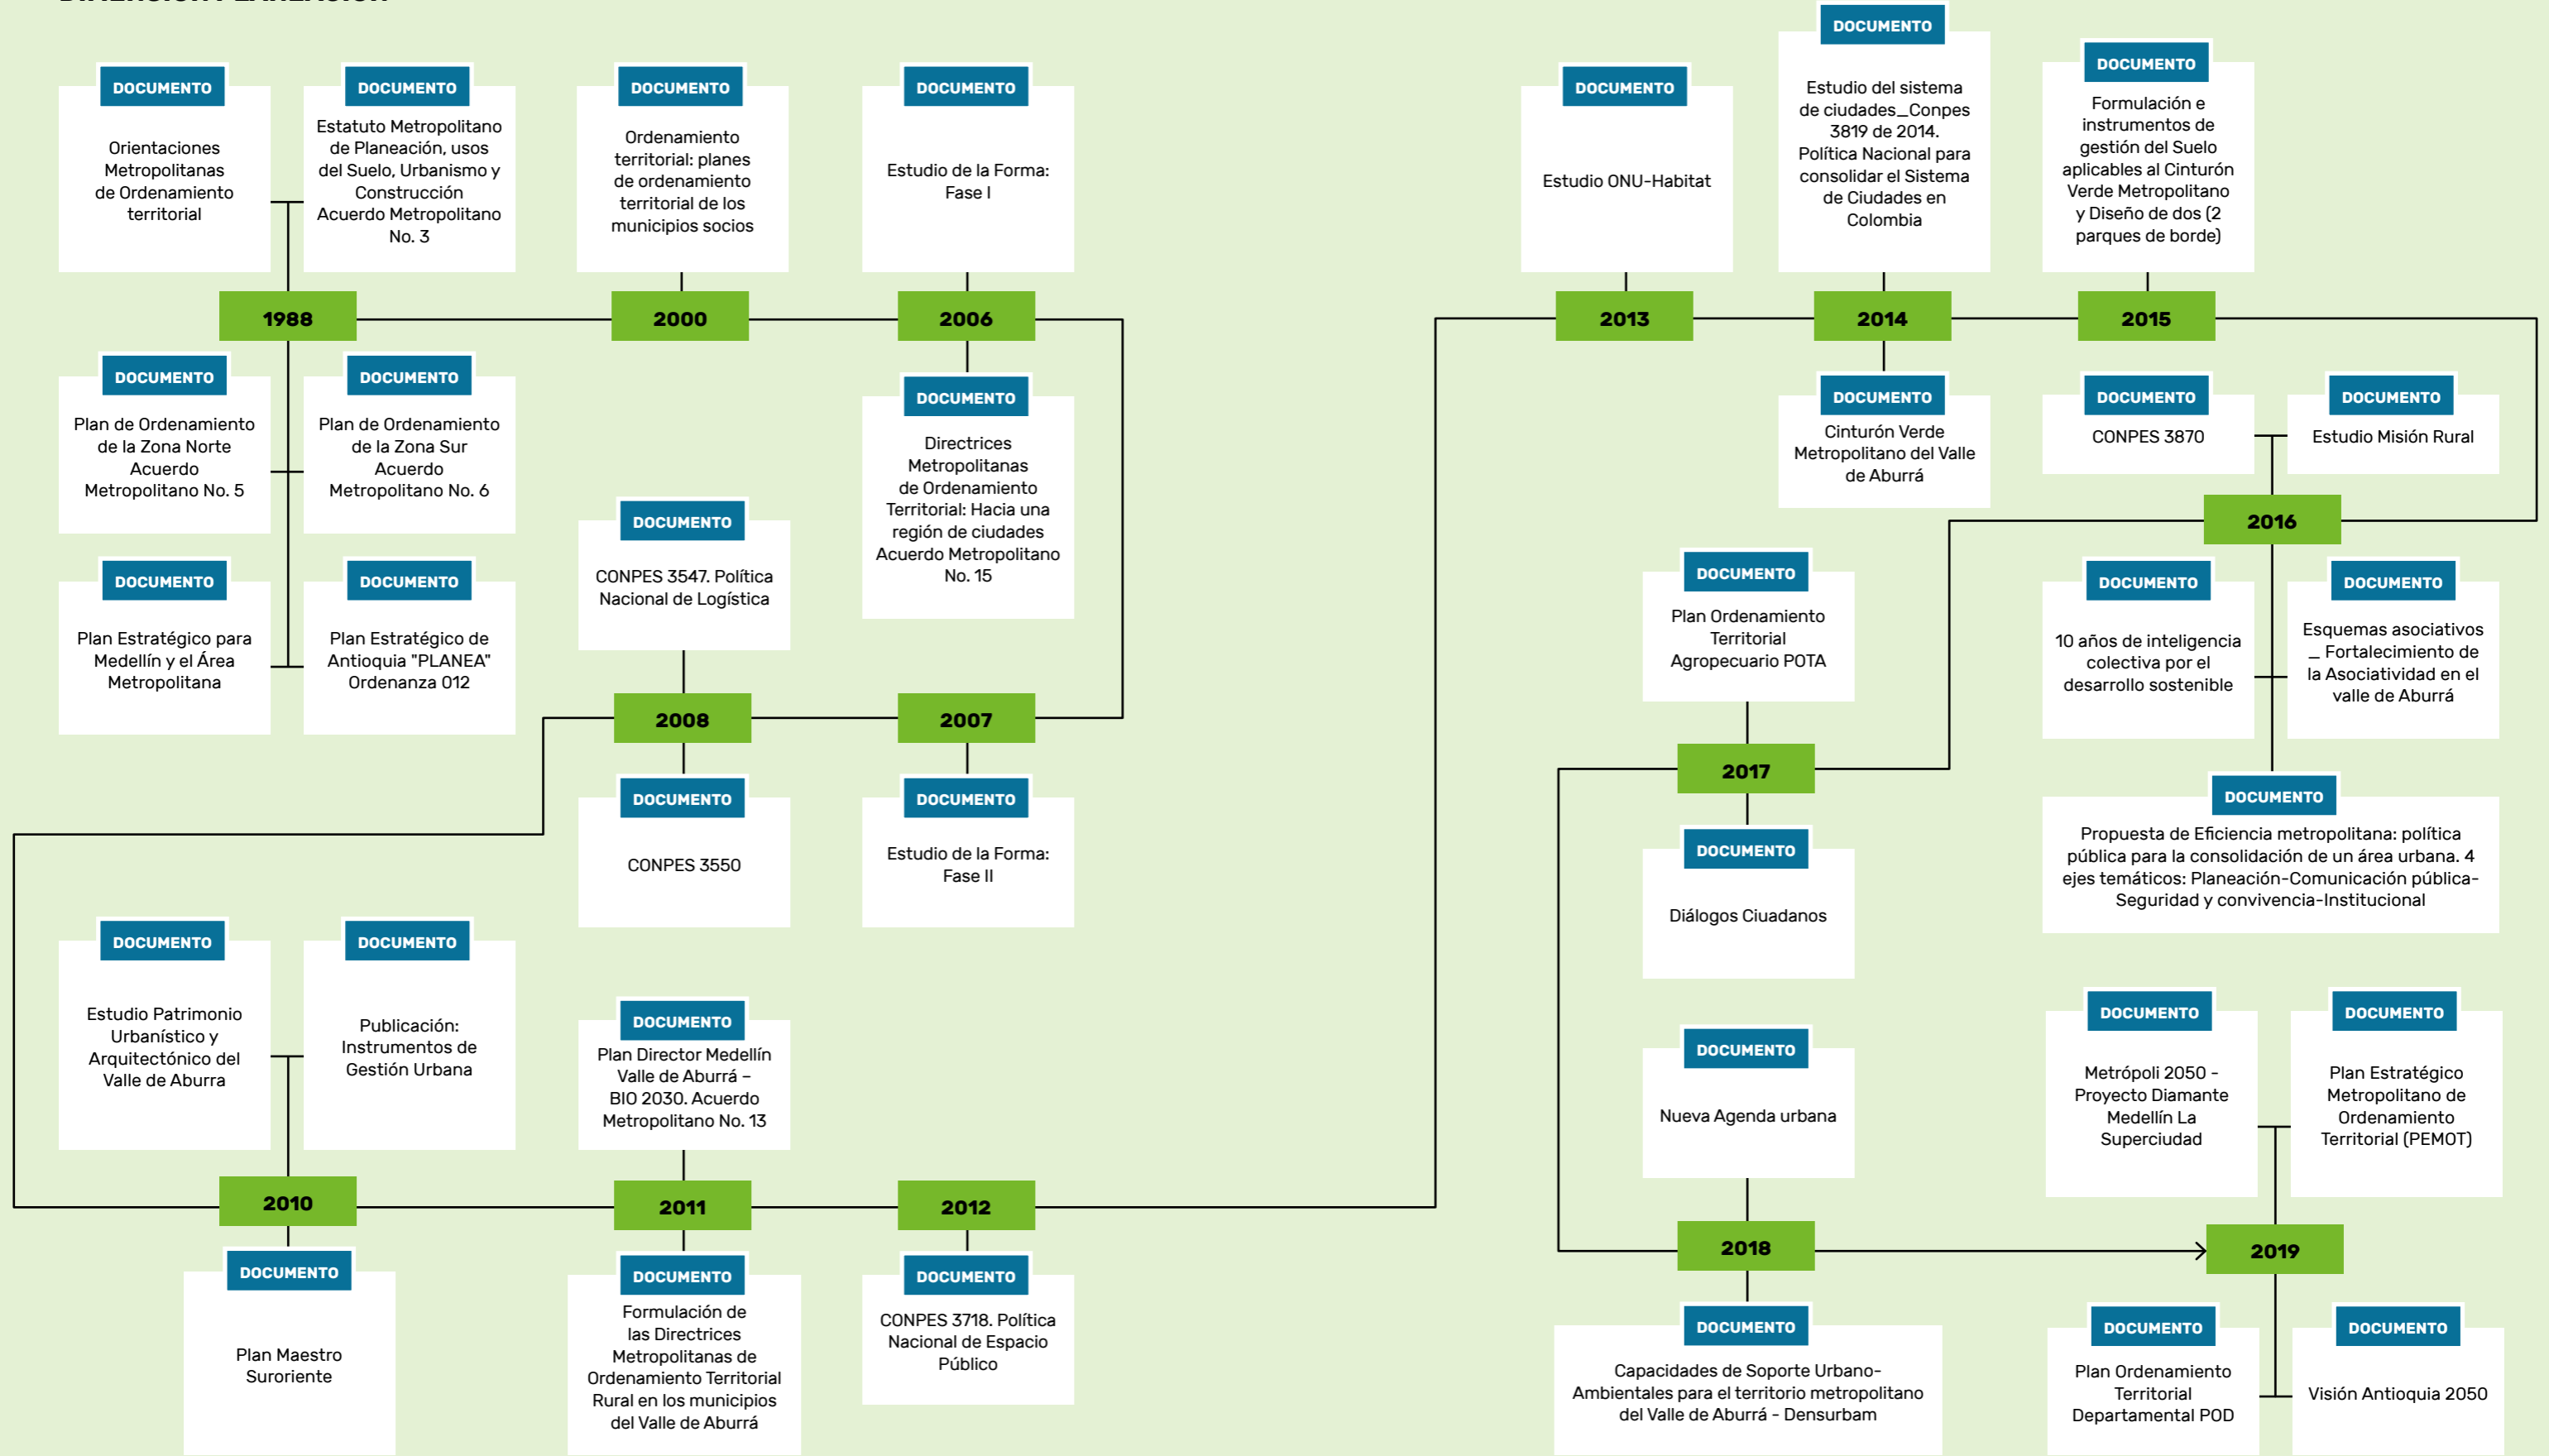 DOCUMENTO
Orientaciones
Metropolitanas
de Ordenamiento
territorial
DOCUMENTO
Estatuto Metropolitano
de Planeación, usos
del Suelo, Urbanismo y
Construcción
Acuerdo Metropolitano
No. 3
1988
DOCUMENTO
Plan de Ordenamiento
de la Zona Norte
Acuerdo
Metropolitano No. 5
DOCUMENTO
Plan de Ordenamiento
de la Zona Sur
Acuerdo
Metropolitano No. 6
DOCUMENTO
Plan Estratégico para
Medellín y el Área
Metropolitana
DOCUMENTO
Plan Estratégico de
Antioquia "PLANEA"
Ordenanza 012
DOCUMENTO
Ordenamiento
territorial: planes
de ordenamiento
territorial de los
municipios socios
2000
DOCUMENTO
Estudio de la Forma:
Fase I
2006
DOCUMENTO
Directrices
Metropolitanas
de Ordenamiento
Territorial: Hacia una
región de ciudades
Acuerdo Metropolitano
No. 15
2007
DOCUMENTO
Estudio de la Forma:
Fase II
DOCUMENTO
CONPES 3547. Política
Nacional de Logística
2008
DOCUMENTO
CONPES 3550
DOCUMENTO
Estudio Patrimonio
Urbanístico y
Arquitectónico del
Valle de Aburra
DOCUMENTO
Publicación:
Instrumentos de
Gestión Urbana
2010
DOCUMENTO
Plan Maestro
Suroriente
DOCUMENTO
Plan Director Medellín
Valle de Aburrá –
BIO 2030. Acuerdo
Metropolitano No. 13
2011
DOCUMENTO
Formulación de
las Directrices
Metropolitanas de
Ordenamiento Territorial
Rural en los municipios
del Valle de Aburrá
2012
DOCUMENTO
CONPES 3718. Política
Nacional de Espacio
Público
DOCUMENTO
Estudio ONU-Habitat
2013
DOCUMENTO
Estudio del sistema
de ciudades_Conpes
3819 de 2014.
Política Nacional para
consolidar el Sistema
de Ciudades en
Colombia
2014
DOCUMENTO
Cinturón Verde
Metropolitano del Valle
de Aburrá
DOCUMENTO
Formulación e
instrumentos de
gestión del Suelo
aplicables al Cinturón
Verde Metropolitano
y Diseño de dos (2
parques de borde)
2015
DOCUMENTO
CONPES 3870
DOCUMENTO
Estudio Misión Rural
2016
DOCUMENTO
10 años de inteligencia
colectiva por el
desarrollo sostenible
DOCUMENTO
Esquemas asociativos
_ Fortalecimiento de
la Asociatividad en el
valle de Aburrá
DOCUMENTO
Propuesta de Eficiencia metropolitana: política
pública para la consolidación de un área urbana. 4
ejes temáticos: Planeación-Comunicación pública-
Seguridad y convivencia-Institucional
DOCUMENTO
Plan Ordenamiento
Territorial
Agropecuario POTA
2017
DOCUMENTO
Diálogos Ciuadanos
DOCUMENTO
Nueva Agenda urbana
2018
DOCUMENTO
Capacidades de Soporte Urbano-
Ambientales para el territorio metropolitano
del Valle de Aburrá - Densurbam
DOCUMENTO
Metrópoli 2050 -
Proyecto Diamante
Medellín La
Superciudad
DOCUMENTO
Plan Estratégico
Metropolitano de
Ordenamiento
Territorial (PEMOT)
2019
DOCUMENTO
Plan Ordenamiento
Territorial
Departamental POD
DOCUMENTO
Visión Antioquia 2050